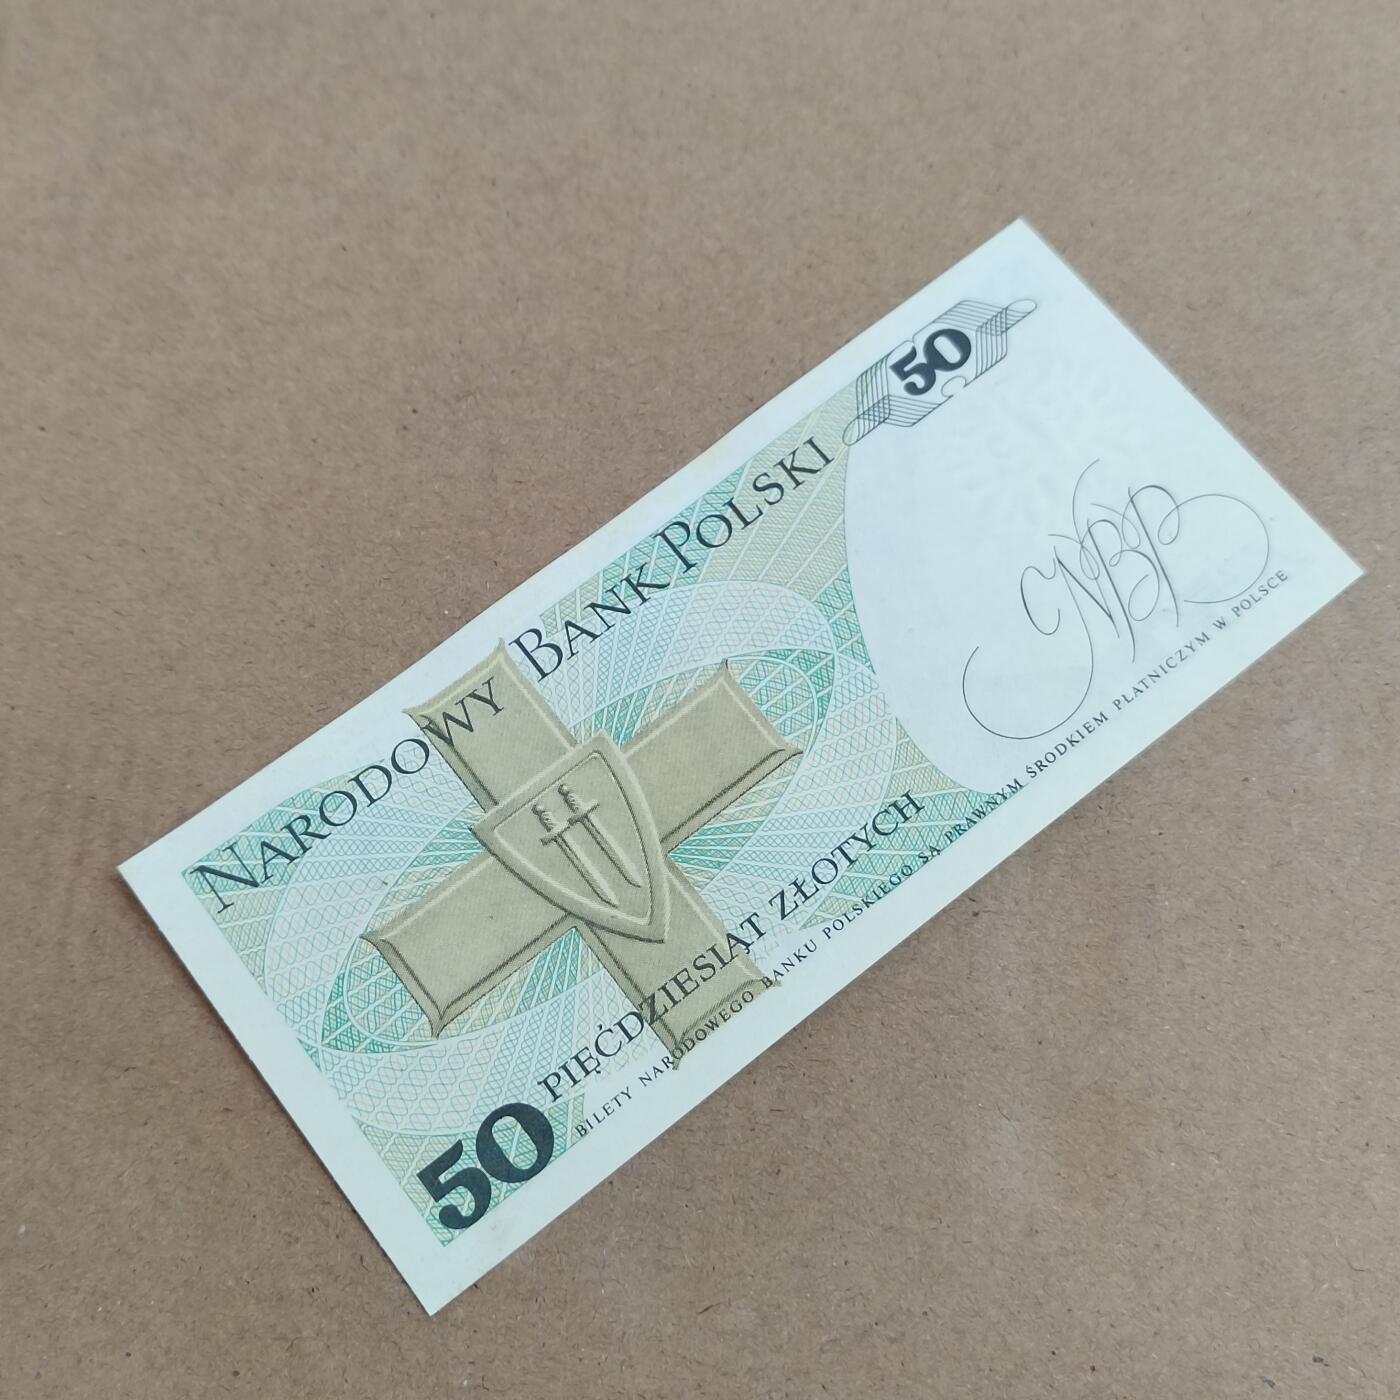 50
NARODOWY BANK POLSKI
NBP
50 PIĘĆDZIESIĄT ZŁOTYCH
BILETY NARODOWEGO BANKU POLSKIEGO SĄ PRAWNYM ŚRODKIEM PŁATNICZYM W POLSCE